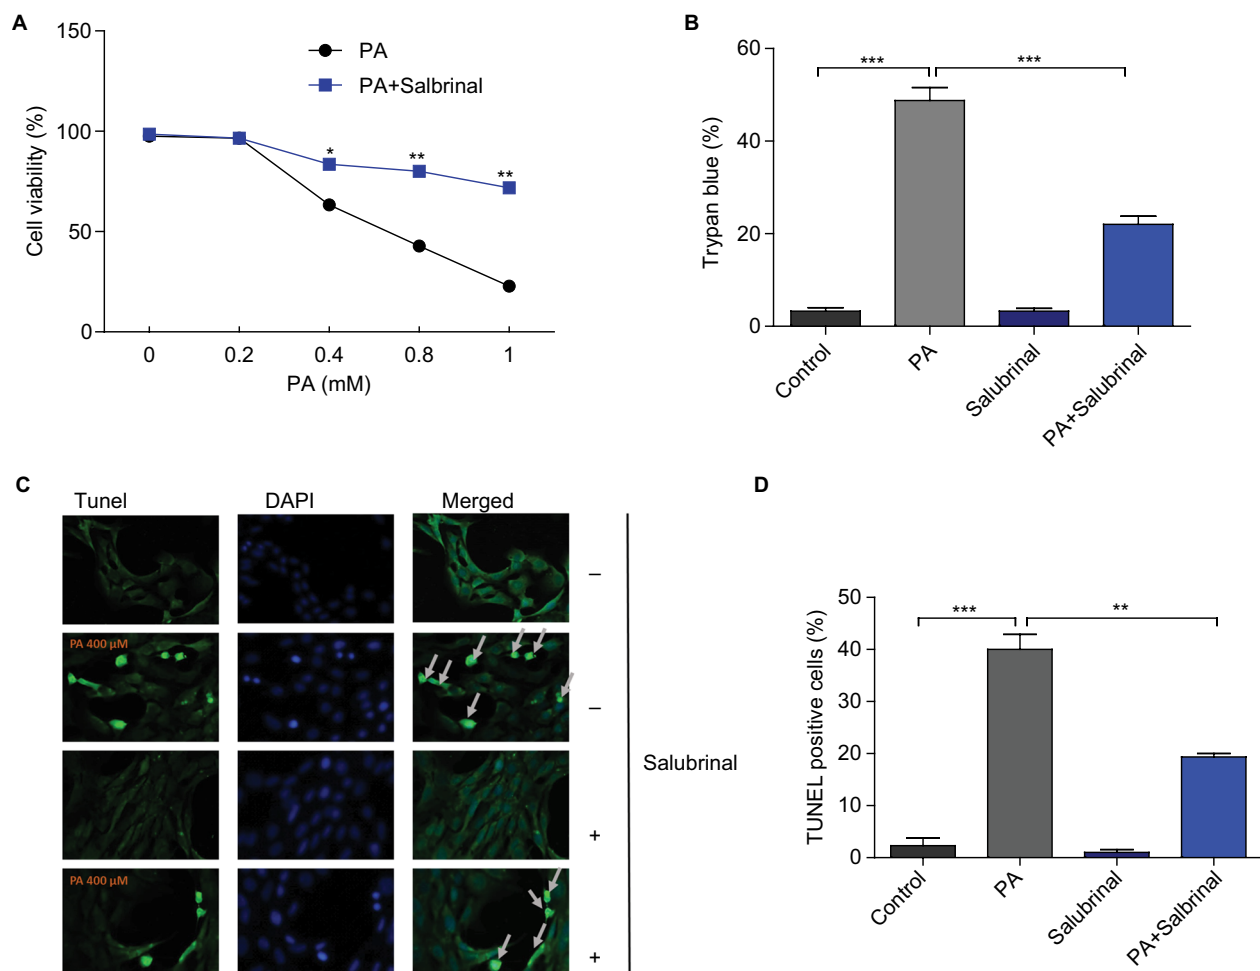 A
150
100
50
0
Cell viability (%)
PA
PA+Salbrinal
*
**
**
0 0.2 0.4 0.8 1
PA (mM)
B
60
40
20
0
Trypan blue (%)
***
***
Control
PA
Salubrinal
PA+Salubrinal
C
Tunel DAPI Merged
–
PA 400 µM
–
+
PA 400 µM
+
Salubrinal
D
50
40
30
20
10
0
TUNEL positive cells (%)
***
**
Control
PA
Salubrinal
PA+Salbrinal